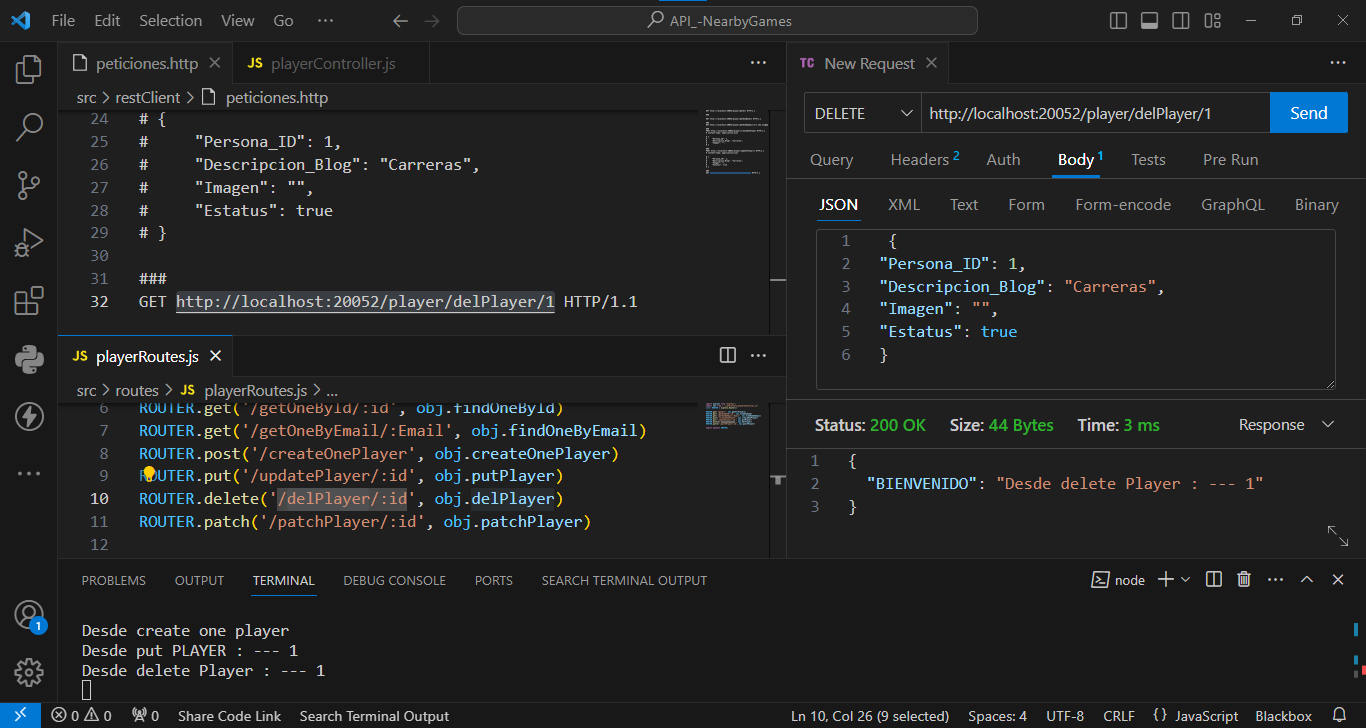 File Edit Selection View Go ··· API_-NearbyGames
peticiones.http
JS playerController.js
src > restClient > peticiones.http
24 # {
25 #     "Persona_ID": 1,
26 #     "Descripcion_Blog": "Carreras",
27 #     "Imagen": "",
28 #     "Estatus": true
29 # }
30
31 ###
32 GET http://localhost:20052/player/delPlayer/1 HTTP/1.1
JS playerRoutes.js
src > routes > JS playerRoutes.js > ...
6 ROUTER.get('/getOneById/:id', obj.findOneById)
7 ROUTER.get('/getOneByEmail/:Email', obj.findOneByEmail)
8 ROUTER.post('/createOnePlayer', obj.createOnePlayer)
9 ROUTER.put('/updatePlayer/:id', obj.putPlayer)
10 ROUTER.delete('/delPlayer/:id', obj.delPlayer)
11 ROUTER.patch('/patchPlayer/:id', obj.patchPlayer)
12
TC New Request
DELETE http://localhost:20052/player/delPlayer/1 Send
Query Headers 2 Auth Body 1 Tests Pre Run
JSON XML Text Form Form-encode GraphQL Binary
1 {
2 "Persona_ID": 1,
3 "Descripcion_Blog": "Carreras",
4 "Imagen": "",
5 "Estatus": true
6 }
Status: 200 OK Size: 44 Bytes Time: 3 ms Response
1 {
2 "BIENVENIDO": "Desde delete Player : --- 1"
3 }
PROBLEMS OUTPUT TERMINAL DEBUG CONSOLE PORTS SEARCH TERMINAL OUTPUT node
Desde create one player
Desde put PLAYER : --- 1
Desde delete Player : --- 1
1
0 0 0 Share Code Link Search Terminal Output Ln 10, Col 26 (9 selected) Spaces: 4 UTF-8 CRLF {} JavaScript Blackbox